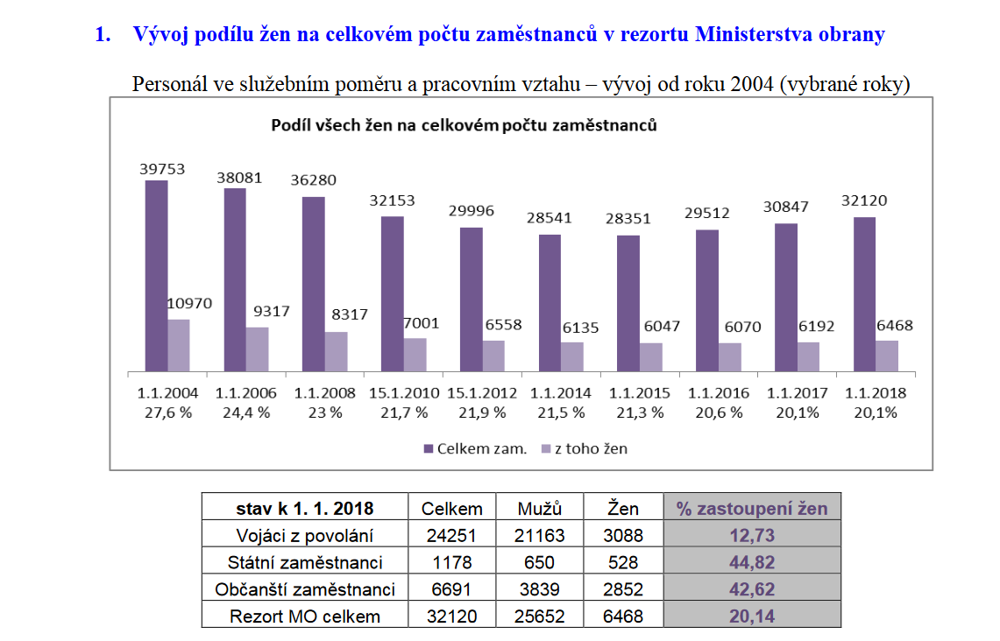 1. Vývoj podílu žen na celkovém počtu zaměstnanců v rezortu Ministerstva obrany
Personál ve služebním poměru a pracovním vztahu – vývoj od roku 2004 (vybrané roky)
Podíl všech žen na celkovém počtu zaměstnanců
39753 38081 36280 32153 29996 28541 28351 29512 30847 32120
10970 9317 8317 7001 6558 6135 6047 6070 6192 6468
1.1.2004 1.1.2006 1.1.2008 15.1.2010 15.1.2012 1.1.2014 1.1.2015 1.1.2016 1.1.2017 1.1.2018
27,6 % 24,4 % 23 % 21,7 % 21,9 % 21,5 % 21,3 % 20,6 % 20,1% 20,1%
Celkem zam. z toho žen
stav k 1. 1. 2018 Celkem Mužů Žen % zastoupení žen
Vojáci z povolání 24251 21163 3088 12,73
Státní zaměstnanci 1178 650 528 44,82
Občanští zaměstnanci 6691 3839 2852 42,62
Rezort MO celkem 32120 25652 6468 20,14